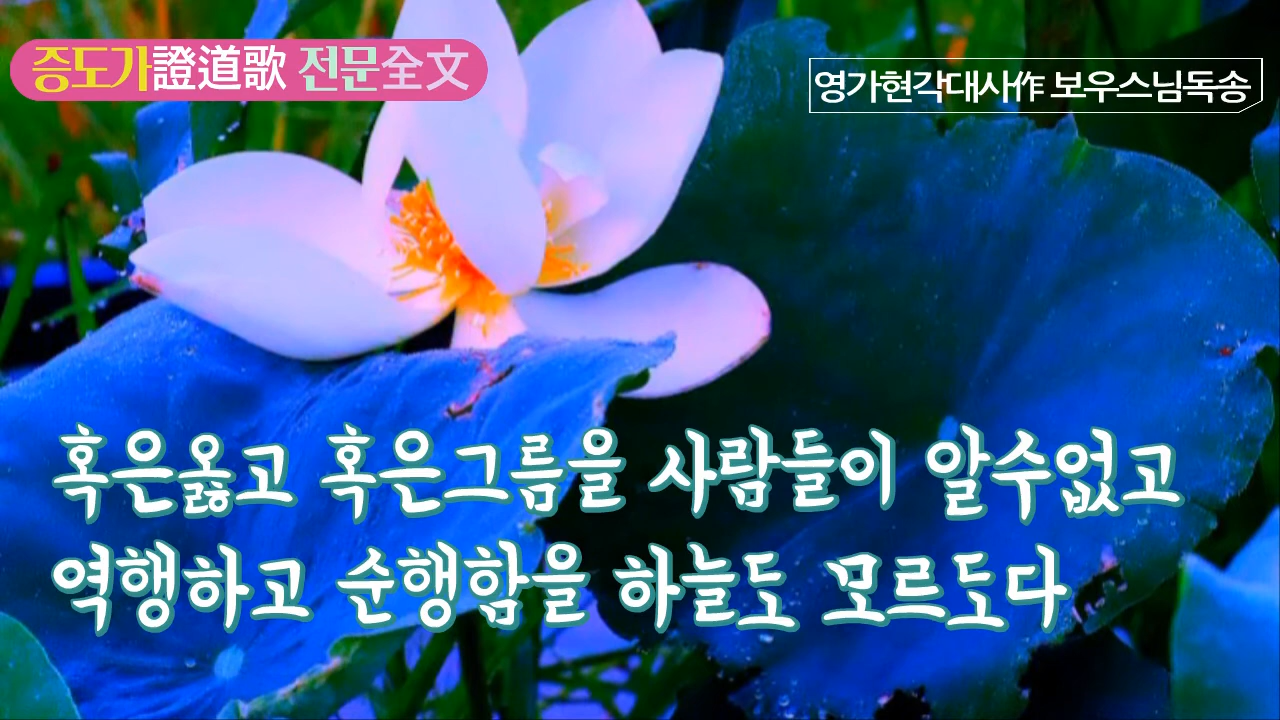 증도가證道歌 전문全文
영가현각대사作 보우스님독송
혹은옳고 혹은그름을 사람들이 알수없고
역행하고 순행함을 하늘도 모르도다